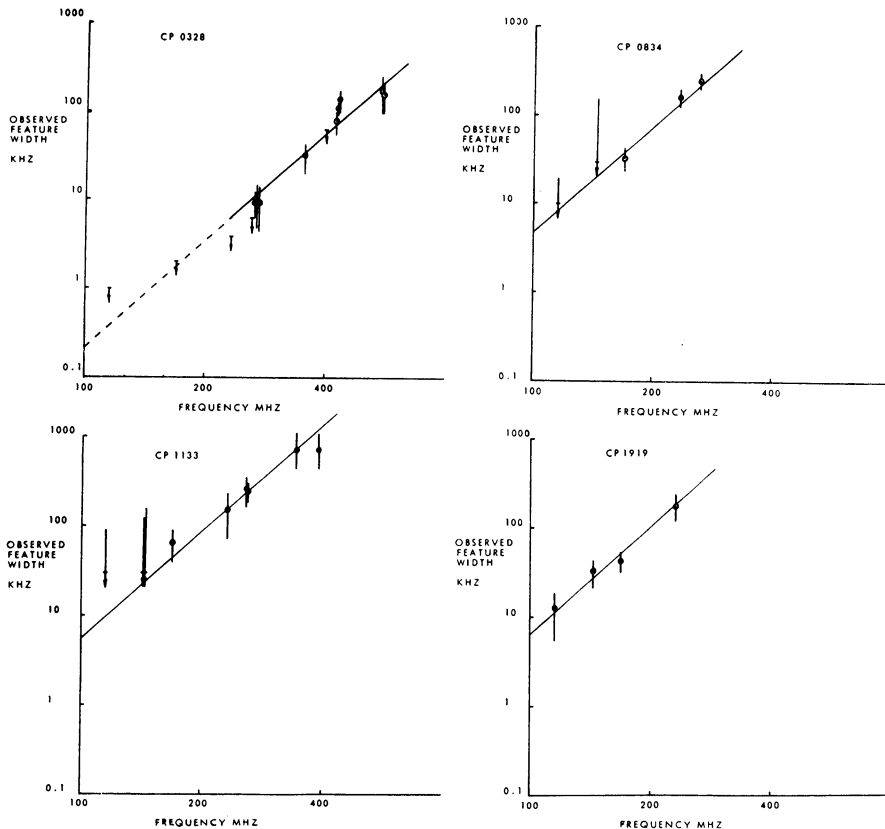 1000
CP 0328
100
OBSERVED
FEATURE
WIDTH
KHZ
10
1
0.1
100
200
400
FREQUENCY MHZ
1000
CP 0834
100
OBSERVED
FEATURE
WIDTH
KHZ
10
1
0.1
100
200
400
FREQUENCY MHZ
1000
CP 1133
100
OBSERVED
FEATURE
WIDTH
KHZ
10
1
0.1
100
200
400
FREQUENCY MHZ
1000
CP 1919
100
OBSERVED
FEATURE
WIDTH
KHZ
10
1
0.1
100
200
400
FREQUENCY MHZ